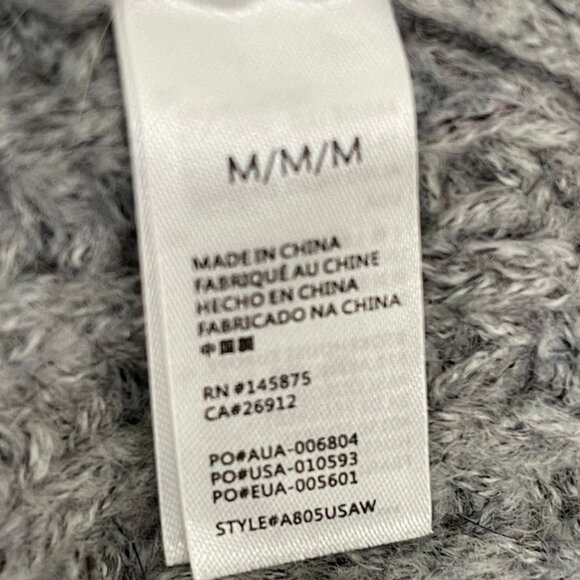 M/M/M
MADE IN CHINA
FABRIQUÉ AU CHINE
HECHO EN CHINA
FABRICADO NA CHINA
中國製
RN #145875
CA#26912
PO#AUA-006804
PO#USA-010593
PO#EUA-005601
STYLE#A805USAW